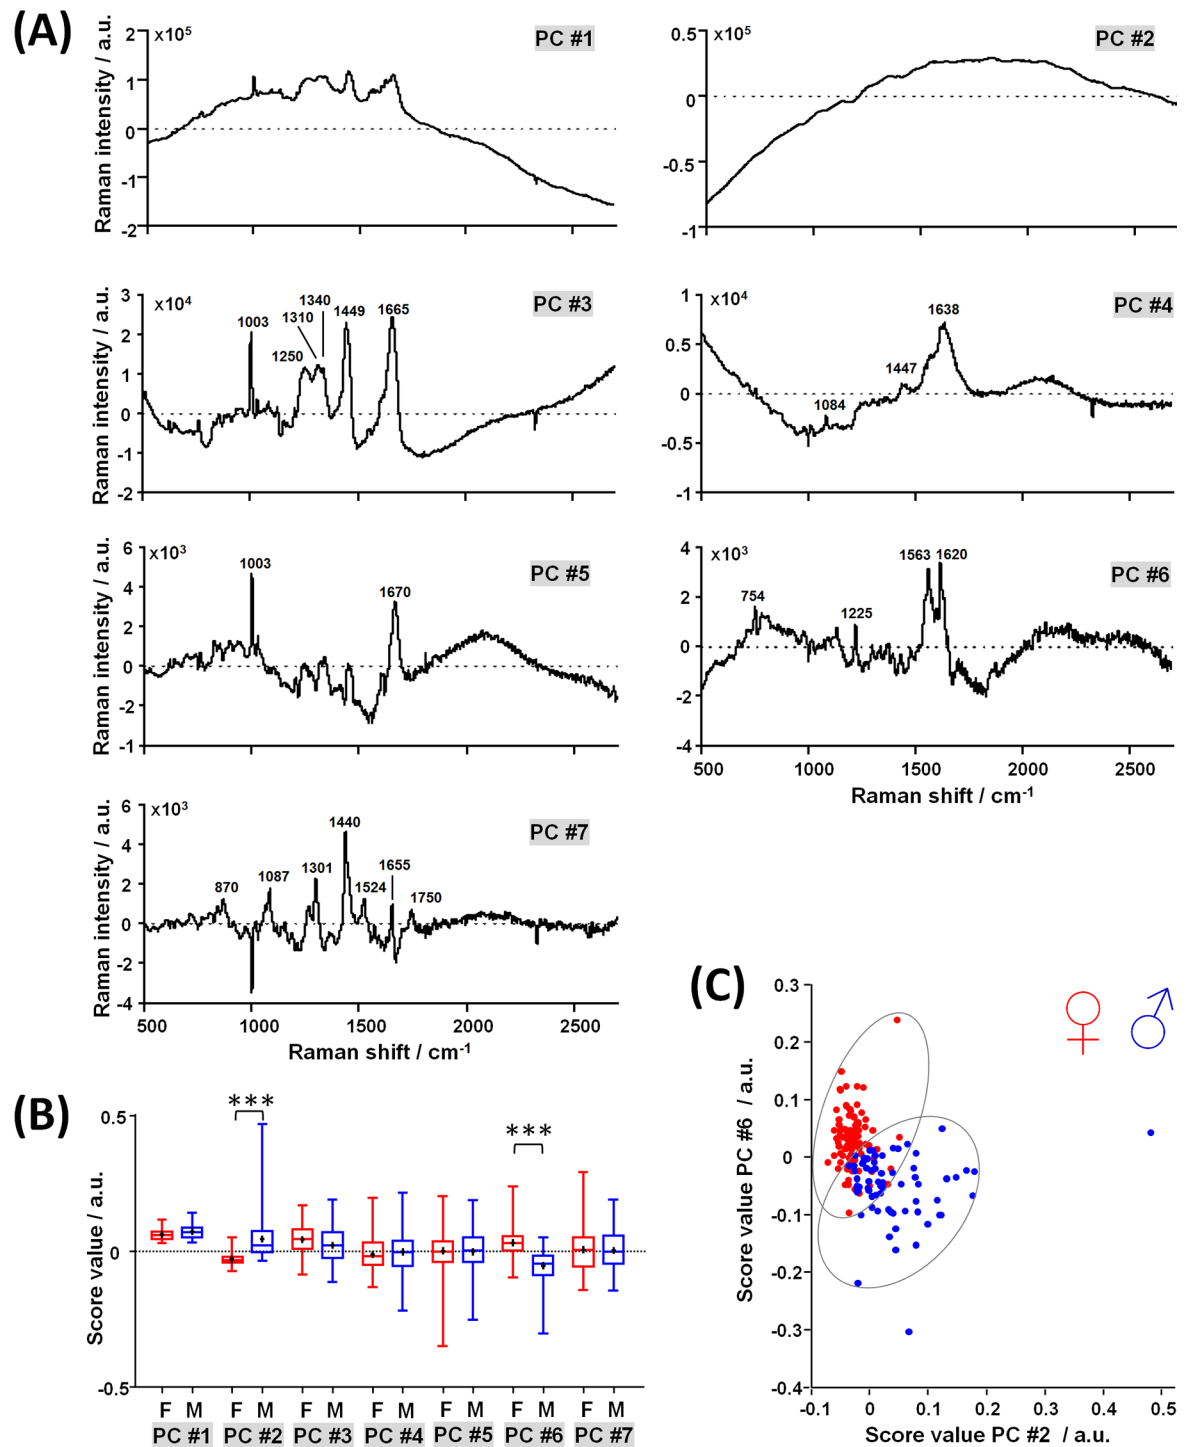 (A)
Raman intensity / a.u.
x10⁵
PC #1
2
1
0
-1
-2
x10⁵
PC #2
0.5
0
-0.5
-1
Raman intensity / a.u.
x10⁴
PC #3
3
2
1
0
-1
-2
1003
1250
1310
1340
1449
1665
x10⁴
PC #4
1
0.5
0
-0.5
-1
1084
1447
1638
Raman intensity / a.u.
x10³
PC #5
6
4
2
0
-2
-1
1003
1670
500 1000 1500 2000 2500
x10³
PC #6
4
2
0
-2
-4
754
1225
1563 1620
500 1000 1500 2000 2500
Raman shift / cm⁻¹
Raman intensity / a.u.
x10³
PC #7
6
4
2
0
-2
-4
870
1087
1301
1440
1524
1655
1750
500 1000 1500 2000 2500
Raman shift / cm⁻¹
(B)
Score value / a.u.
0.5
0
-0.5
***
***
F M F M F M F M F M F M F M
PC #1 PC #2 PC #3 PC #4 PC #5 PC #6 PC #7
(C)
♀ ♂
Score value PC #6 / a.u.
0.3
0.2
0.1
0
-0.1
-0.2
-0.3
-0.4
-0.1 0 0.1 0.2 0.3 0.4 0.5
Score value PC #2 / a.u.